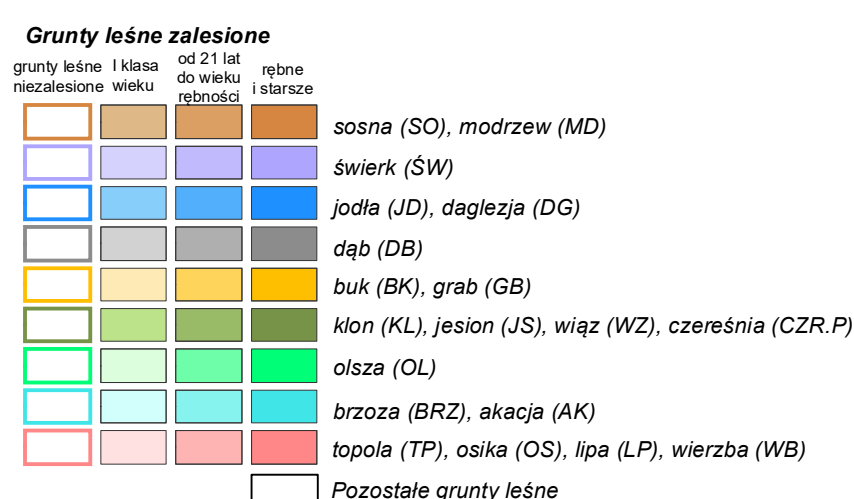 Grunty leśne zalesione
grunty leśne niezalesione
I klasa wieku
od 21 lat do wieku rębności
rębne i starsze
sosna (SO), modrzew (MD)
świerk (ŚW)
jodła (JD), daglezja (DG)
dąb (DB)
buk (BK), grab (GB)
klon (KL), jesion (JS), wiąz (WZ), czereśnia (CZR.P)
olsza (OL)
brzoza (BRZ), akacja (AK)
topola (TP), osika (OS), lipa (LP), wierzba (WB)
Pozostałe grunty leśne